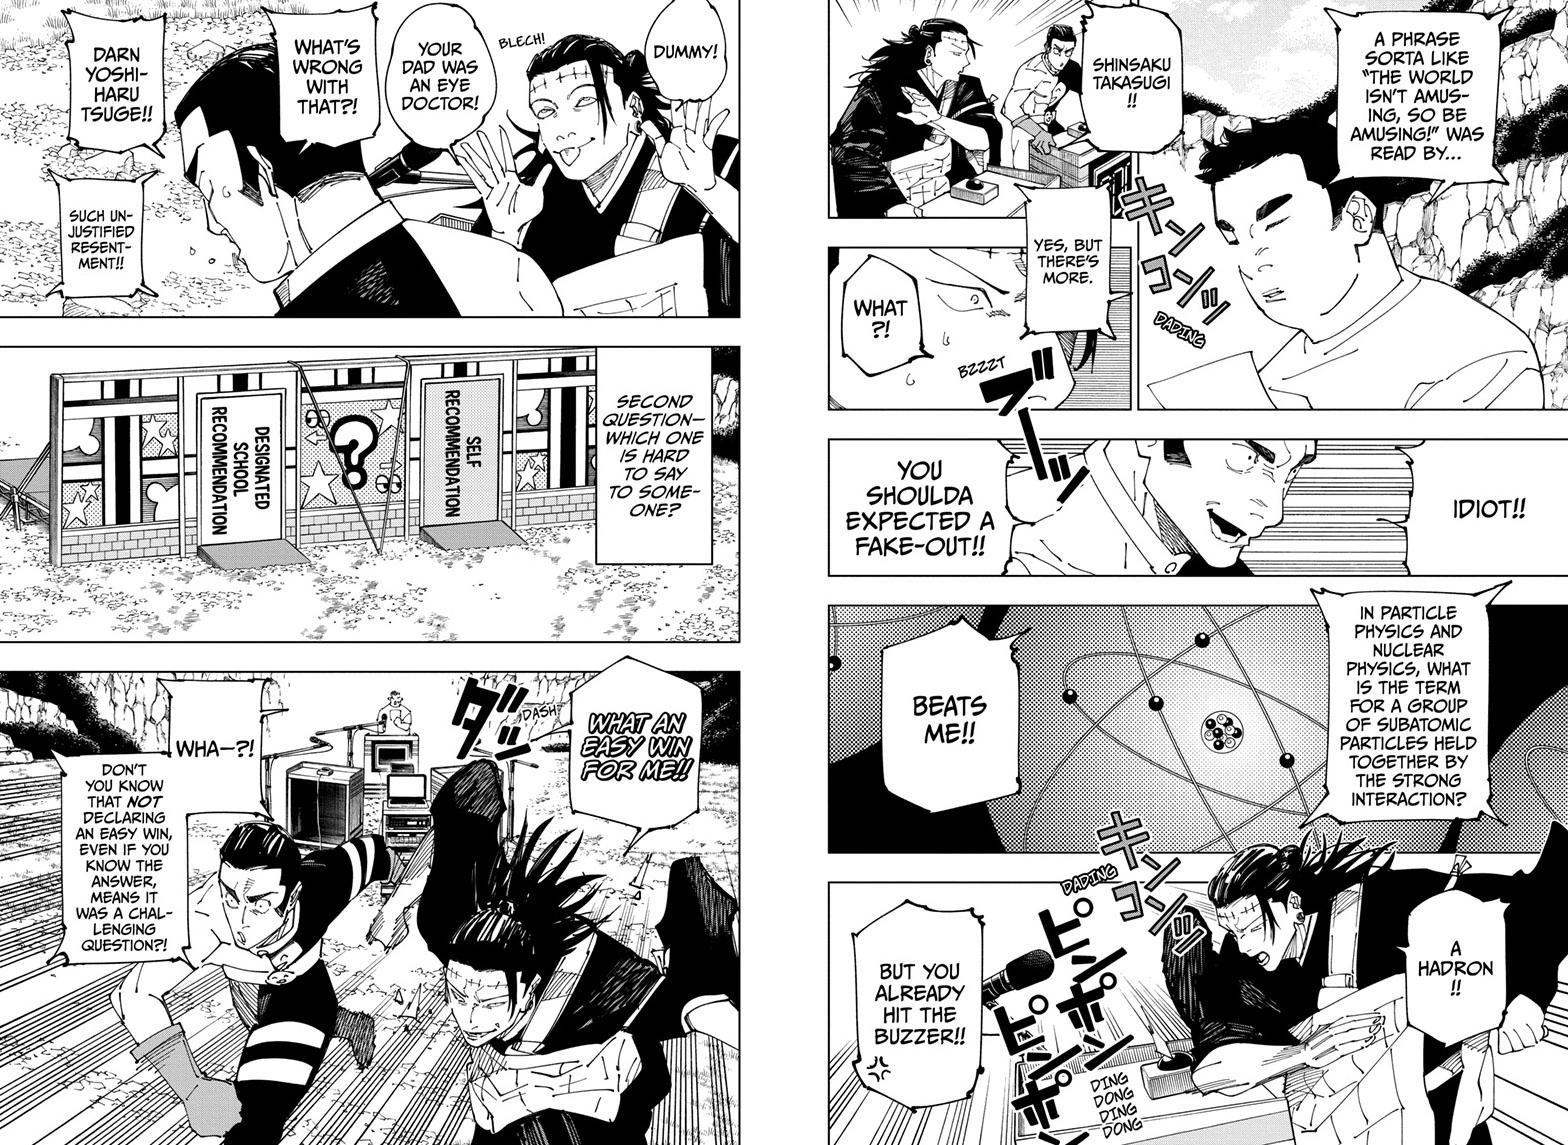 A PHRASE
SORTA LIKE
"THE WORLD
ISN'T AMUS-
ING, SO BE
AMUSING!" WAS
READ BY...
キンコンッ
DADING
SHINSAKU
TAKASUGI
!!
YES, BUT
THERE'S
MORE.
WHAT
?!
BZZZT
ブーッ
IDIOT!!
YOU
SHOULDA
EXPECTED A
FAKE-OUT!!
IN PARTICLE
PHYSICS AND
NUCLEAR
PHYSICS, WHAT
IS THE TERM
FOR A GROUP
OF SUBATOMIC
PARTICLES HELD
TOGETHER BY
THE STRONG
INTERACTION?
BEATS
ME!!
キンコンッ
DADING
A
HADRON
!!
ピンポン
ピンポン
DING
DONG
DING
DONG
BUT YOU
ALREADY
HIT THE
BUZZER!!
DUMMY!
BLECH!
YOUR
DAD WAS
AN EYE
DOCTOR!
WHAT'S
WRONG
WITH
THAT?!
DARN
YOSHI-
HARU
TSUGE!!
SUCH UN-
JUSTIFIED
RESENT-
MENT!!
SECOND
QUESTION—
WHICH ONE
IS HARD
TO SAY
TO SOME-
ONE?
SELF
RECOMMENDATION
?
DESIGNATED
SCHOOL
RECOMMENDATION
WHAT AN
EASY WIN
FOR ME!!
ダッ
DASH
WHA—?!
DON'T
YOU KNOW
THAT NOT
DECLARING
AN EASY WIN,
EVEN IF YOU
KNOW THE
ANSWER,
MEANS IT
WAS A CHAL-
LENGING
QUESTION?!